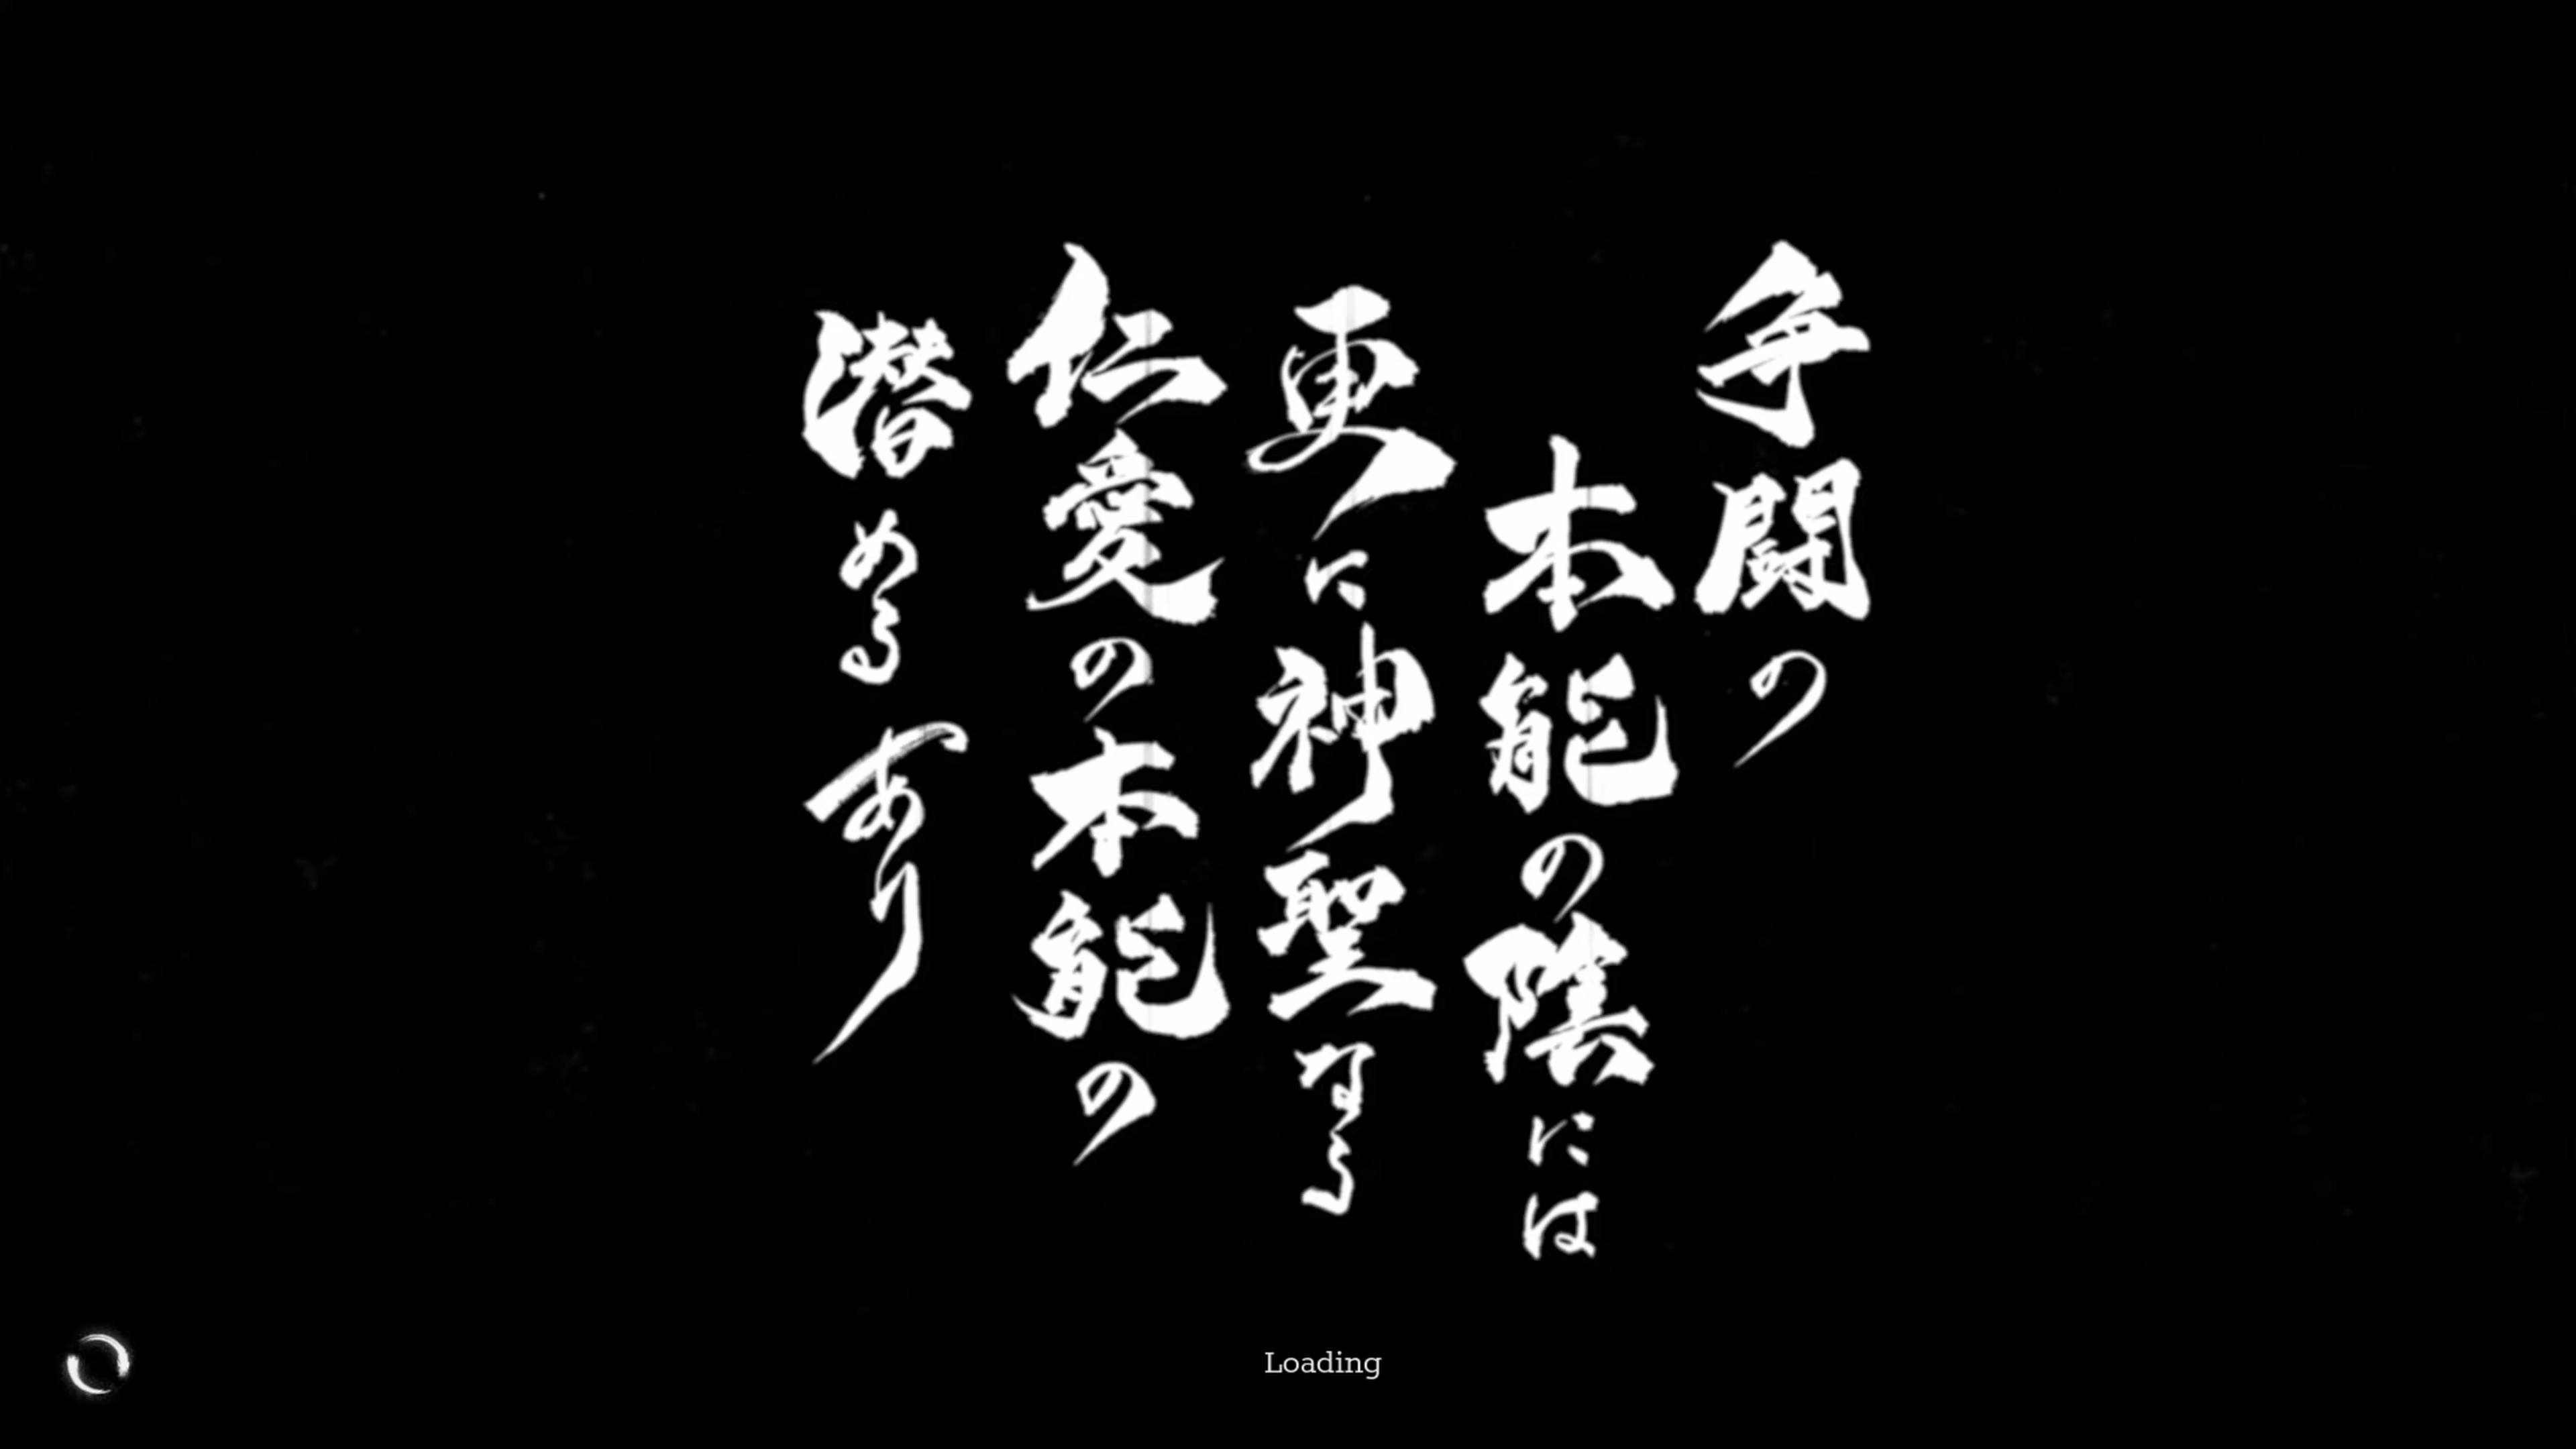 争闘の
本能の陰には
更に神聖なる
仁愛の本能の
潜めるあり
Loading